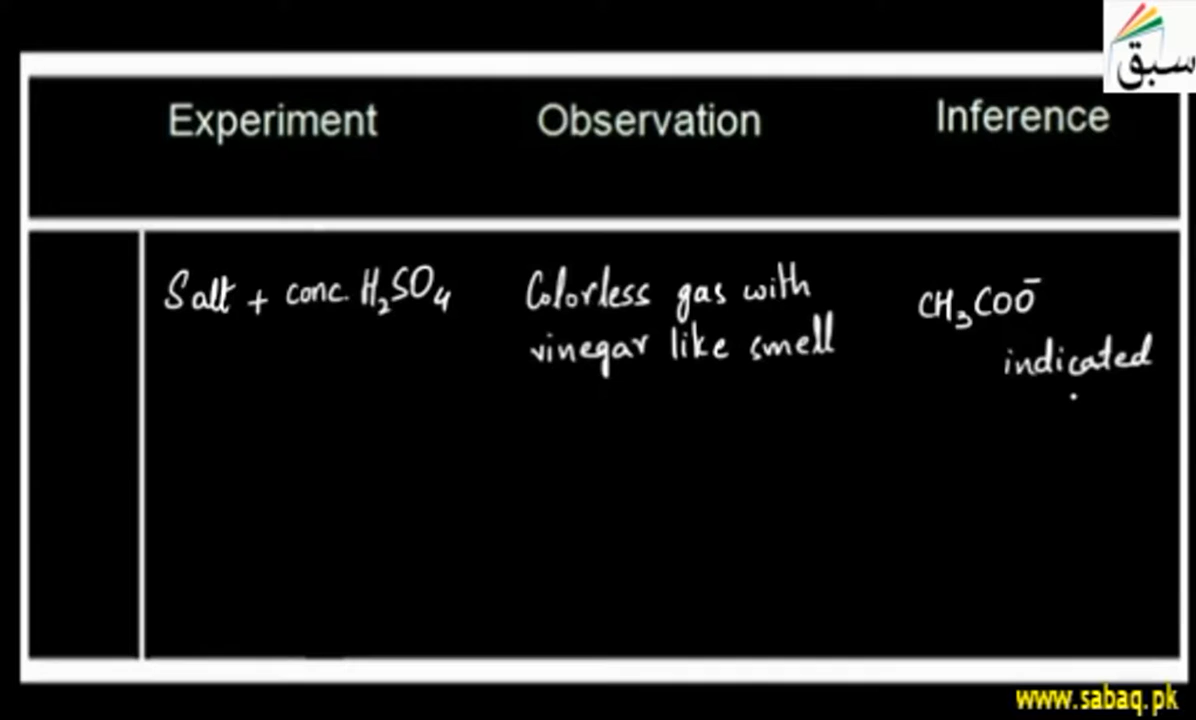 سبق
Experiment Observation Inference
Salt + conc. H₂SO₄ Colorless gas with CH₃COO⁻
vinegar like smell indicated
www.sabaq.pk